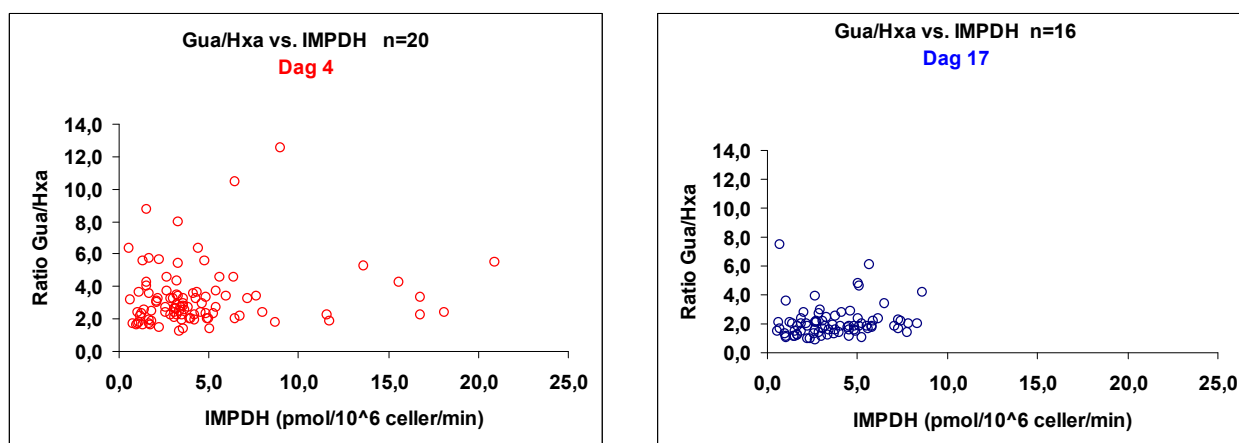 Gua/Hxa vs. IMPDH   n=20
Dag 4
Ratio Gua/Hxa
14,0
12,0
10,0
8,0
6,0
4,0
2,0
0,0
0,0 5,0 10,0 15,0 20,0 25,0
IMPDH (pmol/10^6 celler/min)
Gua/Hxa vs. IMPDH  n=16
Dag 17
Ratio Gua/Hxa
14,0
12,0
10,0
8,0
6,0
4,0
2,0
0,0
0,0 5,0 10,0 15,0 20,0 25,0
IMPDH (pmol/10^6 celler/min)